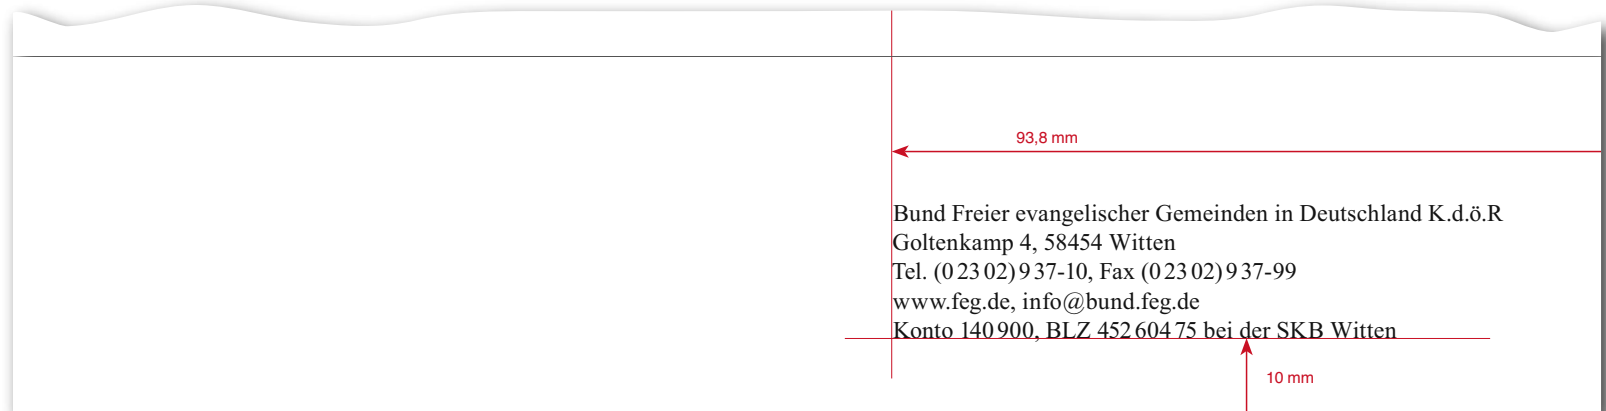 93,8 mm
Bund Freier evangelischer Gemeinden in Deutschland K.d.ö.R
Goltenkamp 4, 58454 Witten
Tel. (0 23 02) 9 37-10, Fax (0 23 02) 9 37-99
www.feg.de, info@bund.feg.de
Konto 140 900, BLZ 452 604 75 bei der SKB Witten
10 mm